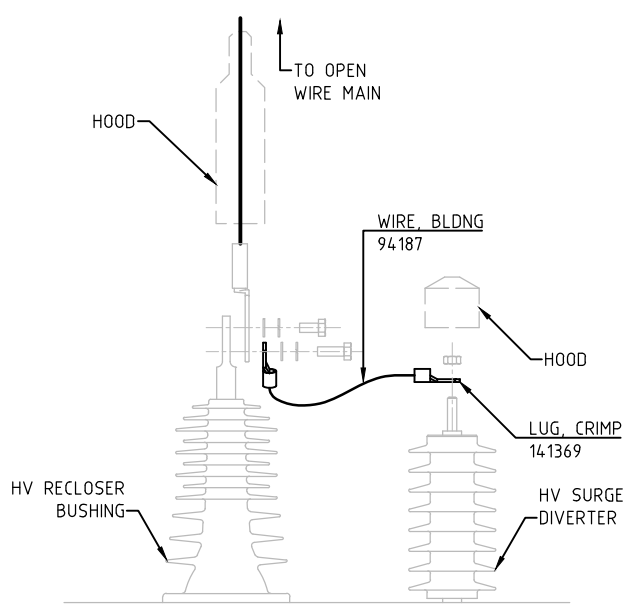 TO OPEN
WIRE MAIN
HOOD
WIRE, BLDNG
94187
HOOD
LUG, CRIMP
141369
HV RECLOSER
BUSHING
HV SURGE
DIVERTER